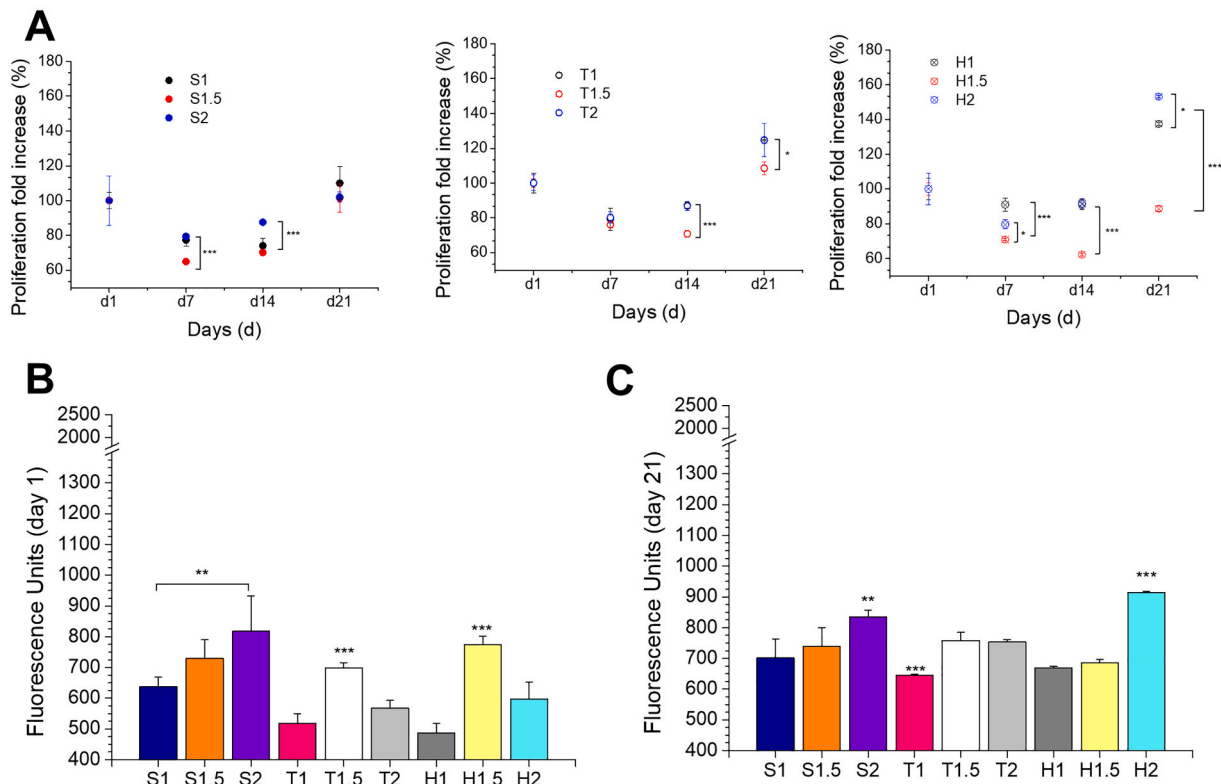 A
Proliferation fold increase (%)
180
160
140
120
100
80
60
S1
S1.5
S2
***
***
d1 d7 d14 d21
Days (d)
Proliferation fold increase (%)
180
160
140
120
100
80
60
T1
T1.5
T2
***
*
d1 d7 d14 d21
Days (d)
Proliferation fold increase (%)
180
160
140
120
100
80
60
H1
H1.5
H2
*
***
***
*
***
d1 d7 d14 d21
Days (d)
B
Fluorescence Units (day 1)
2500
2000
1300
1200
1100
1000
900
800
700
600
500
400
**
***
***
S1 S1.5 S2 T1 T1.5 T2 H1 H1.5 H2
C
Fluorescence Units (day 21)
2500
2000
1300
1200
1100
1000
900
800
700
600
500
400
**
***
***
S1 S1.5 S2 T1 T1.5 T2 H1 H1.5 H2